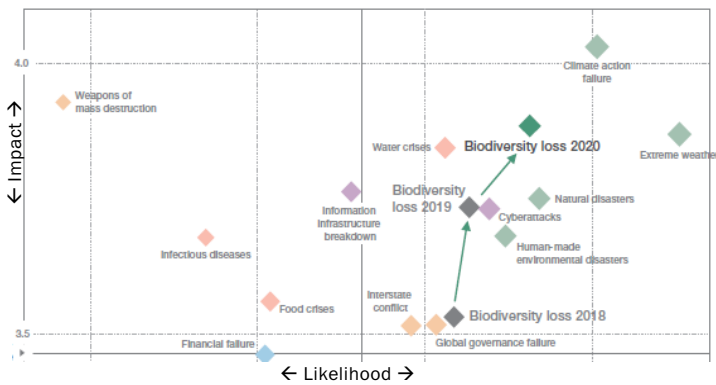 4.0
Climate action
failure
Weapons of
mass destruction
Water crises
Biodiversity loss 2020
Extreme weather
← Impact →
Biodiversity
loss 2019
Natural disasters
Information
infrastructure
breakdown
Cyberattacks
Infectious diseases
Human-made
environmental disasters
Food crises
Interstate
conflict
Biodiversity loss 2018
3.5
Financial failure
Global governance failure
← Likelihood →